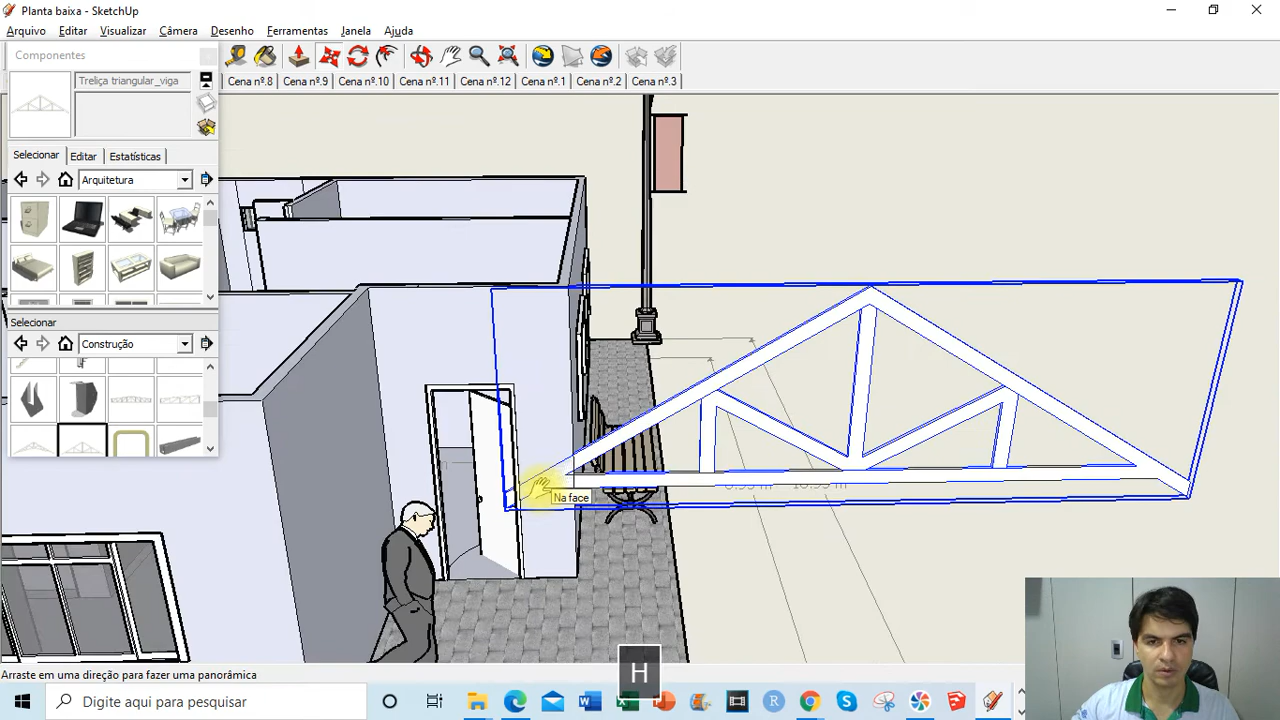 Planta baixa - SketchUp
Arquivo Editar Visualizar Câmera Desenho Ferramentas Janela Ajuda
Componentes
Treliça triangular_viga
Cena nº.8 Cena nº.9 Cena nº.10 Cena nº.11 Cena nº.12 Cena nº.1 Cena nº.2 Cena nº.3
Selecionar Editar Estatísticas
Arquitetura
Selecionar
Construção
Na face
H
Arraste em uma direção para fazer uma panorâmica
Digite aqui para pesquisar